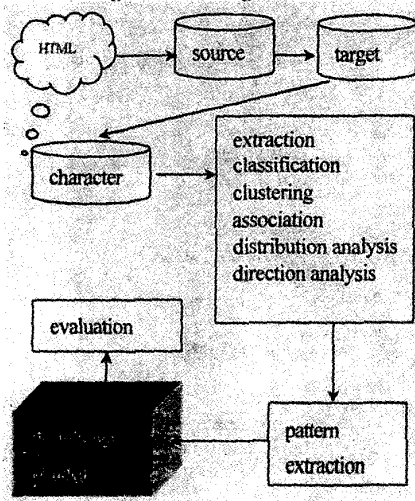 HTML
source
target
character
extraction
classification
clustering
association
distribution analysis
direction analysis
evaluation
pattern
extraction